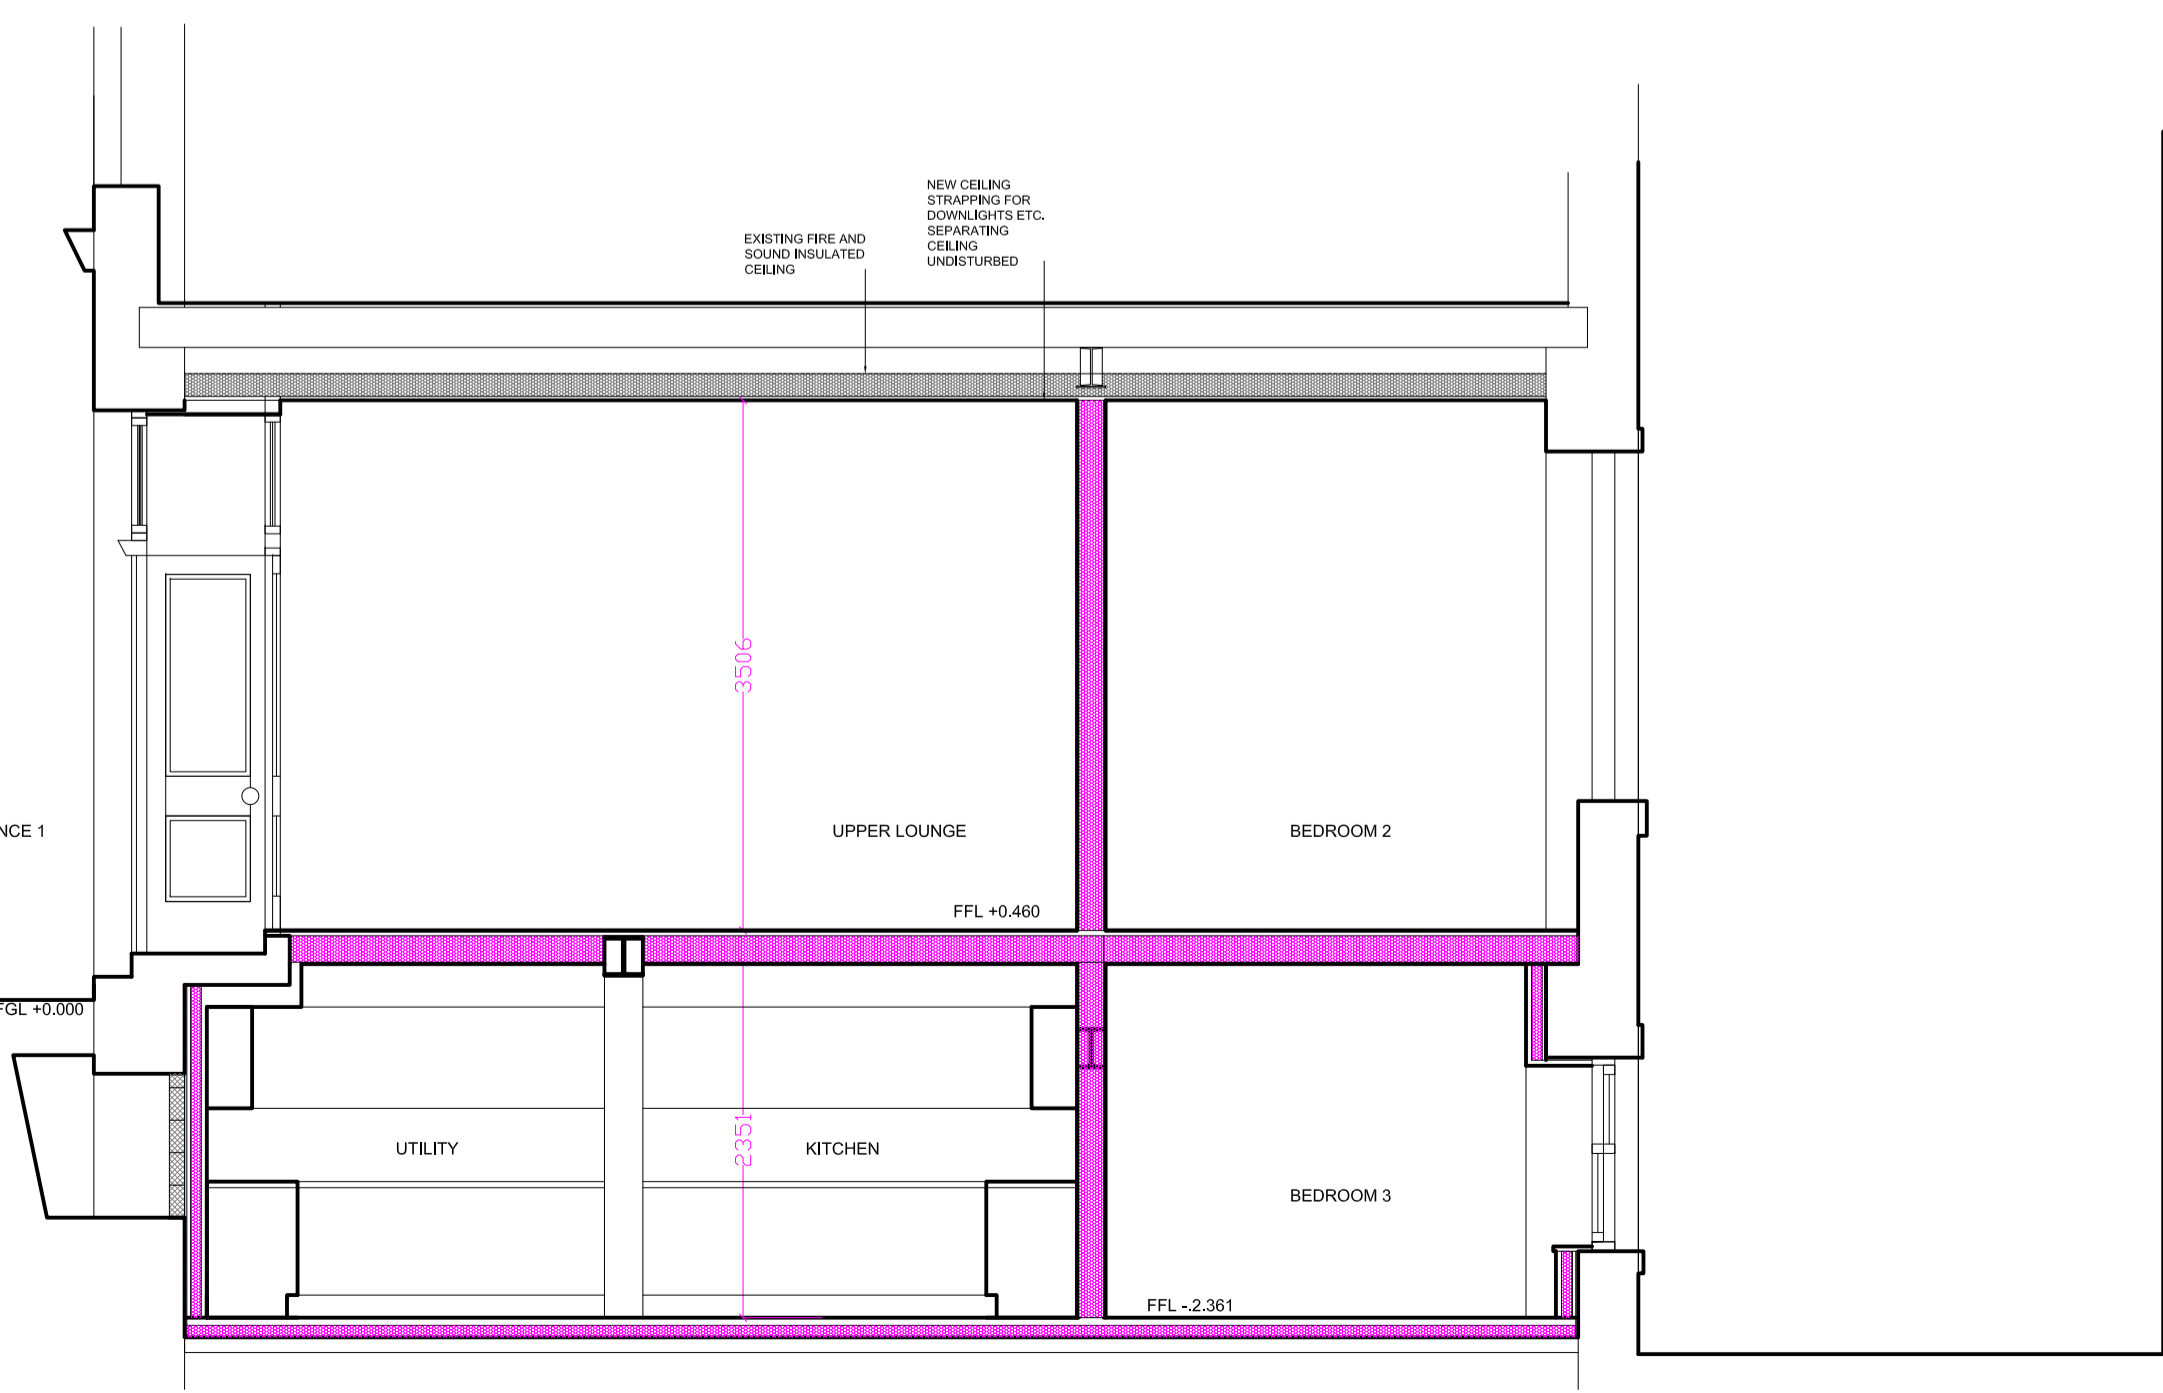 NEW CEILING
STRAPPING FOR
DOWNLIGHTS ETC.
SEPARATING
CEILING
UNDISTURBED
EXISTING FIRE AND
SOUND INSULATED
CEILING
3506
NCE 1
UPPER LOUNGE
BEDROOM 2
FFL +0.460
FGL +0.000
2351
UTILITY
KITCHEN
BEDROOM 3
FFL -.2.361